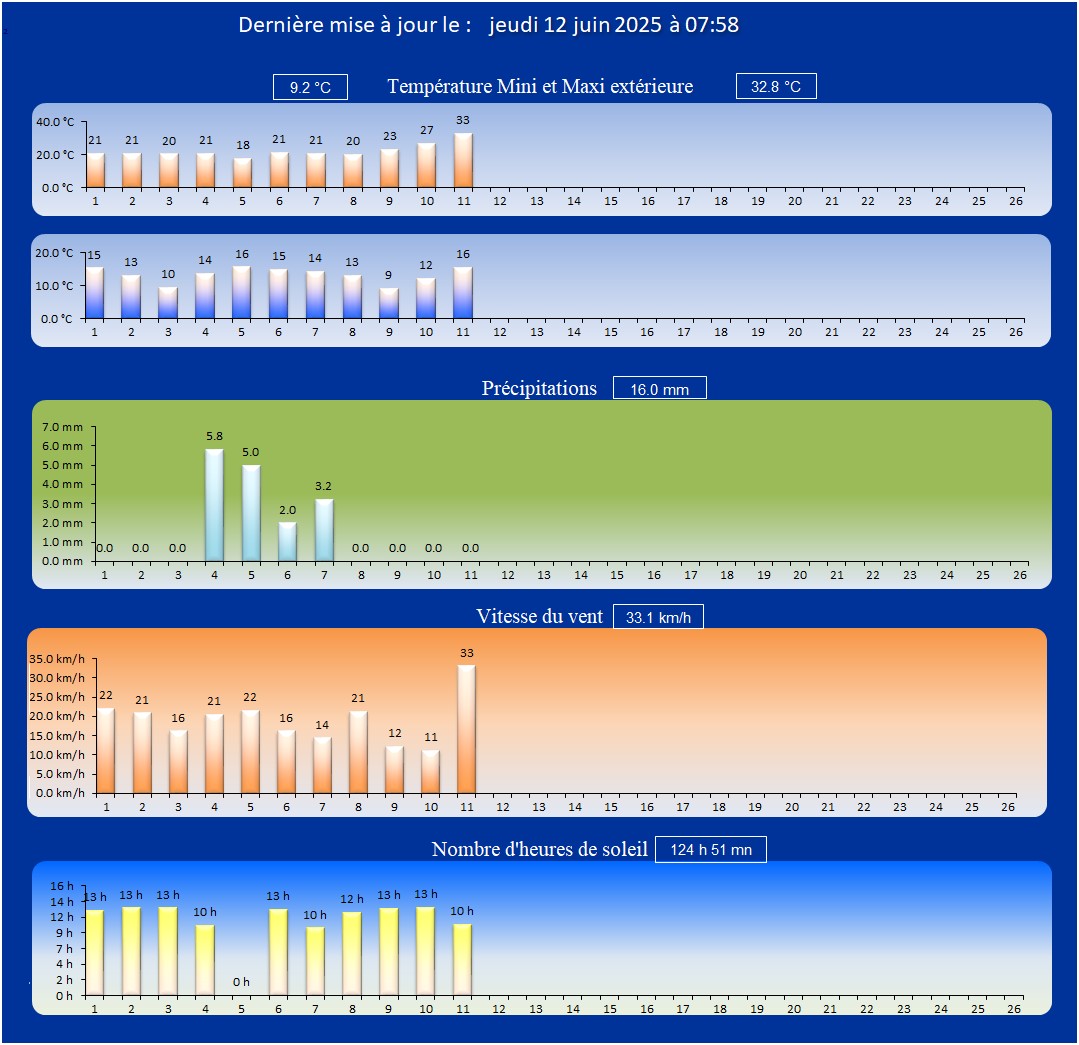 Dernière mise à jour le : jeudi 12 juin 2025 à 07:58
9.2 °C Température Mini et Maxi extérieure 32.8 °C
40.0 °C
20.0 °C
0.0 °C
21 21 20 21 18 21 21 20 23 27 33
1 2 3 4 5 6 7 8 9 10 11 12 13 14 15 16 17 18 19 20 21 22 23 24 25 26
20.0 °C
10.0 °C
0.0 °C
15 13 10 14 16 15 14 13 9 12 16
1 2 3 4 5 6 7 8 9 10 11 12 13 14 15 16 17 18 19 20 21 22 23 24 25 26
Précipitations 16.0 mm
7.0 mm
6.0 mm
5.0 mm
4.0 mm
3.0 mm
2.0 mm
1.0 mm
0.0 mm
0.0 0.0 0.0 5.8 5.0 2.0 3.2 0.0 0.0 0.0 0.0
1 2 3 4 5 6 7 8 9 10 11 12 13 14 15 16 17 18 19 20 21 22 23 24 25 26
Vitesse du vent 33.1 km/h
35.0 km/h
30.0 km/h
25.0 km/h
20.0 km/h
15.0 km/h
10.0 km/h
5.0 km/h
0.0 km/h
22 21 16 21 22 16 14 21 12 11 33
1 2 3 4 5 6 7 8 9 10 11 12 13 14 15 16 17 18 19 20 21 22 23 24 25 26
Nombre d'heures de soleil 124 h 51 mn
16 h
14 h
12 h
9 h
7 h
4 h
2 h
0 h
13 h 13 h 13 h 10 h 0 h 13 h 10 h 12 h 13 h 13 h 10 h
1 2 3 4 5 6 7 8 9 10 11 12 13 14 15 16 17 18 19 20 21 22 23 24 25 26